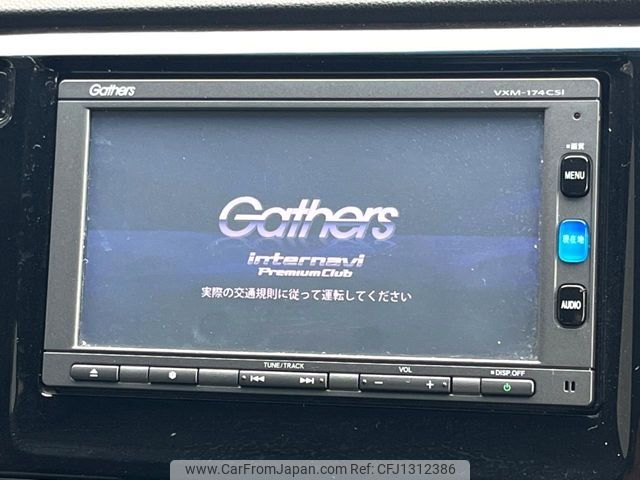 Gathers
VXM-174CSi
画質
MENU
Gathers
現在地
internavi
Premium Club
実際の交通規則に従って運転してください
AUDIO
TUNE/TRACK
VOL
DISP.OFF
www.CarFromJapan.com | CFJ1312386